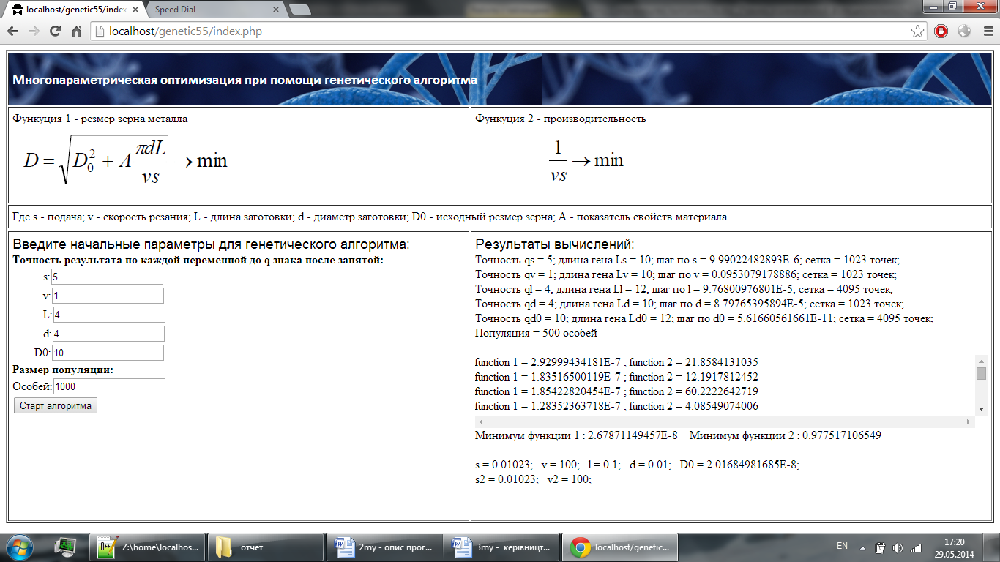 localhost/genetic55/index
Speed Dial
localhost/genetic55/index.php
Многопараметрическая оптимизация при помощи генетического алгоритма
Функуция 1 - резмер зерна металла
D = √(D₀² + A πdL/vs) → min
Функуция 2 - производительность
1/vs → min
Где s - подача; v - скорость резания; L - длина заготовки; d - диаметр заготовки; D0 - исходный резмер зерна; А - показатель свойств материала
Введите начальные параметры для генетического алгоритма:
Точность результата по каждой переменной до q знака после запятой:
s: 5
v: 1
L: 4
d: 4
D0: 10
Размер популяции:
Особей: 1000
Старт алгоритма
Результаты вычислений:
Точность qs = 5; длина гена Ls = 10; шаг по s = 9.99022482893E-6; сетка = 1023 точек;
Точность qv = 1; длина гена Lv = 10; шаг по v = 0.0953079178886; сетка = 1023 точек;
Точность ql = 4; длина гена Ll = 12; шаг по l = 9.76800976801E-5; сетка = 4095 точек;
Точность qd = 4; длина гена Ld = 10; шаг по d = 8.79765395894E-5; сетка = 1023 точек;
Точность qd0 = 10; длина гена Ld0 = 12; шаг по d0 = 5.61660561661E-11; сетка = 4095 точек;
Популяция = 500 особей
function 1 = 2.92999434181E-7 ; function 2 = 21.8584131035
function 1 = 1.83516500119E-7 ; function 2 = 12.1917812452
function 1 = 1.85422820454E-7 ; function 2 = 60.2222642719
function 1 = 1.28352363718E-7 ; function 2 = 4.08549074006
Минимум функции 1 : 2.67871149457E-8 Минимум функции 2 : 0.977517106549
s = 0.01023; v = 100; l = 0.1; d = 0.01; D0 = 2.01684981685E-8;
s2 = 0.01023; v2 = 100;
Z:\home\localhos...
отчет
2my - опис прог...
3my - керівницт...
localhost/genetic...
EN
17:20
29.05.2014